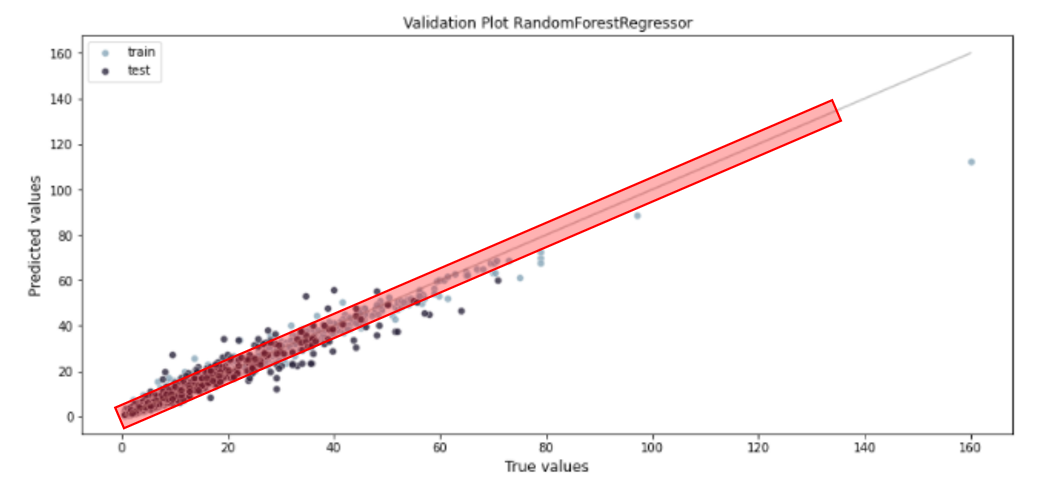 Validation Plot RandomForestRegressor
train
test
160
140
120
100
80
60
40
20
0
Predicted values
0 20 40 60 80 100 120 140 160
True values